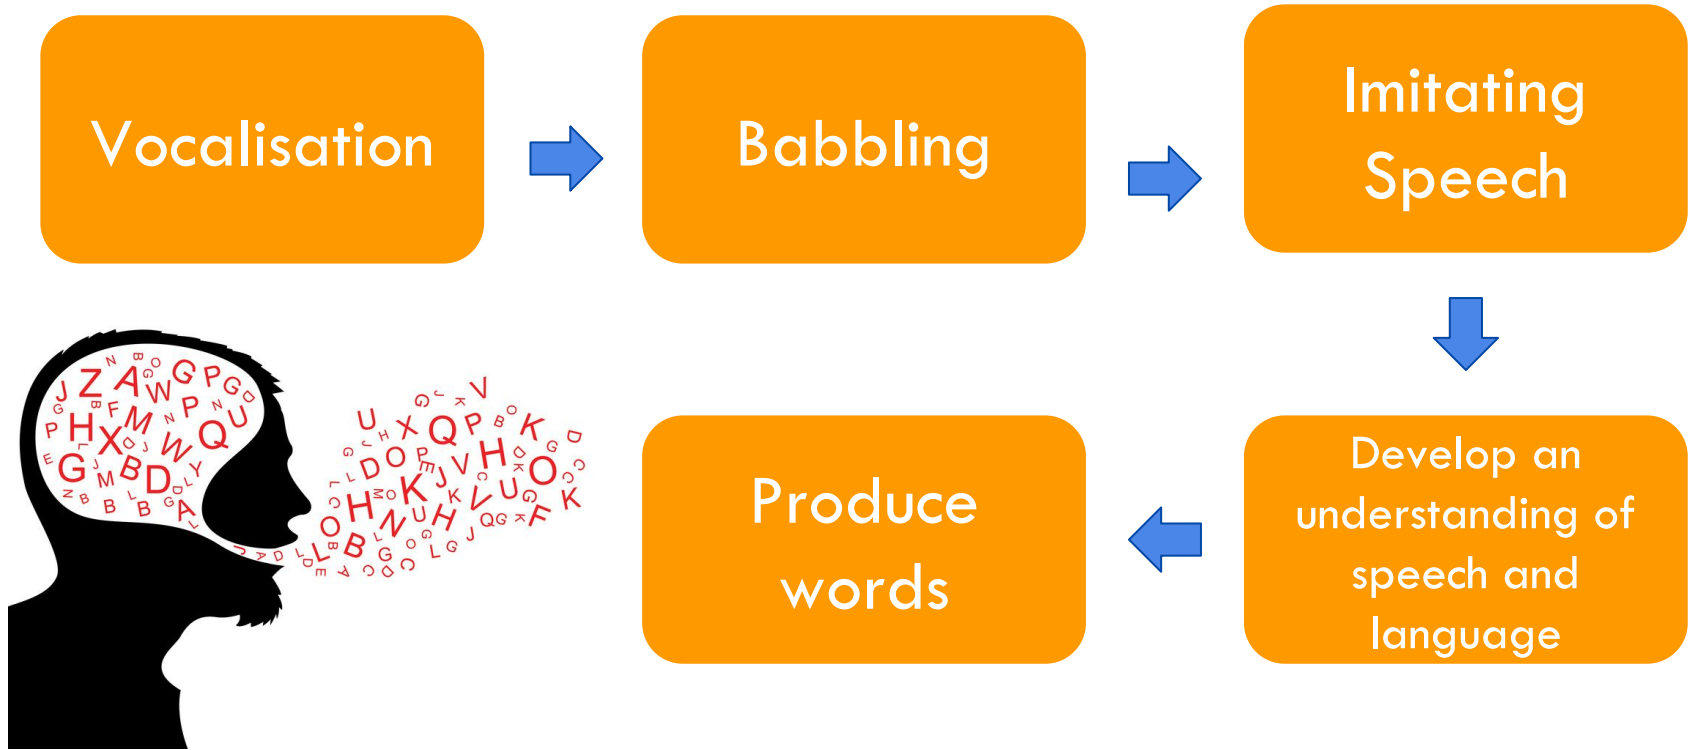 Vocalisation
Babbling
Imitating
Speech
Develop an
understanding of
speech and
language
Produce
words